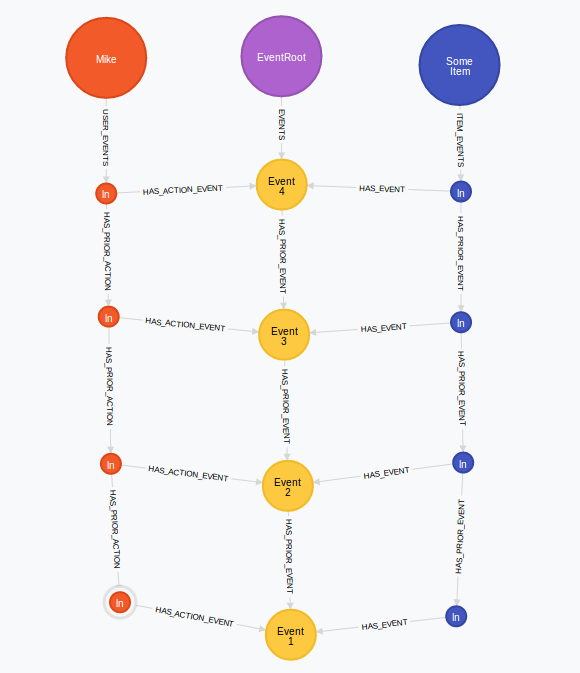 Mike
EventRoot
Some
Item
USER_EVENTS
EVENTS
ITEM_EVENTS
In
HAS_ACTION_EVENT
Event
4
HAS_EVENT
In
HAS_PRIOR_ACTION
HAS_PRIOR_EVENT
HAS_PRIOR_EVENT
In
HAS_ACTION_EVENT
Event
3
HAS_EVENT
In
HAS_PRIOR_ACTION
HAS_PRIOR_EVENT
HAS_PRIOR_EVENT
In
HAS_ACTION_EVENT
Event
2
HAS_EVENT
In
HAS_PRIOR_ACTION
HAS_PRIOR_EVENT
HAS_PRIOR_EVENT
In
HAS_ACTION_EVENT
Event
1
HAS_EVENT
In